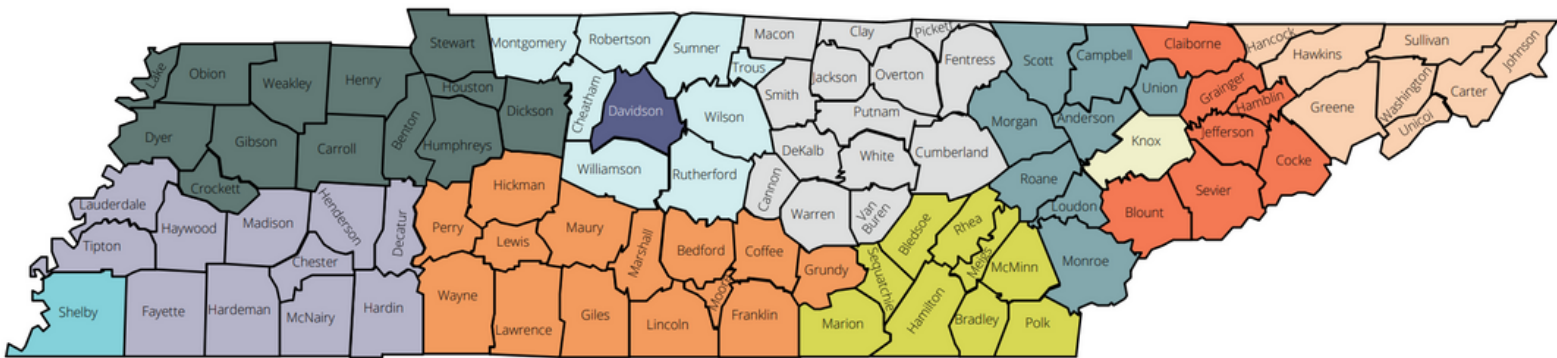 Lake
Obion
Weakley
Henry
Stewart
Houston
Montgomery
Robertson
Sumner
Trous
Macon
Clay
Pickett
Fentress
Scott
Campbell
Claiborne
Hancock
Hawkins
Sullivan
Johnson
Dyer
Gibson
Carroll
Benton
Humphreys
Dickson
Cheatham
Davidson
Wilson
Smith
Jackson
Overton
Putnam
Morgan
Anderson
Union
Grainger
Hamblin
Greene
Washington
Unicoi
Carter
Crockett
Williamson
Rutherford
Cannon
DeKalb
White
Cumberland
Roane
Loudon
Knox
Jefferson
Cocke
Sevier
Blount
Lauderdale
Tipton
Haywood
Madison
Henderson
Decatur
Chester
Perry
Hickman
Lewis
Maury
Marshall
Bedford
Coffee
Warren
Van
Buren
Grundy
Sequatchie
Bledsoe
Rhea
Meigs
McMinn
Monroe
Shelby
Fayette
Hardeman
McNairy
Hardin
Wayne
Lawrence
Giles
Lincoln
Moore
Franklin
Marion
Hamilton
Bradley
Polk